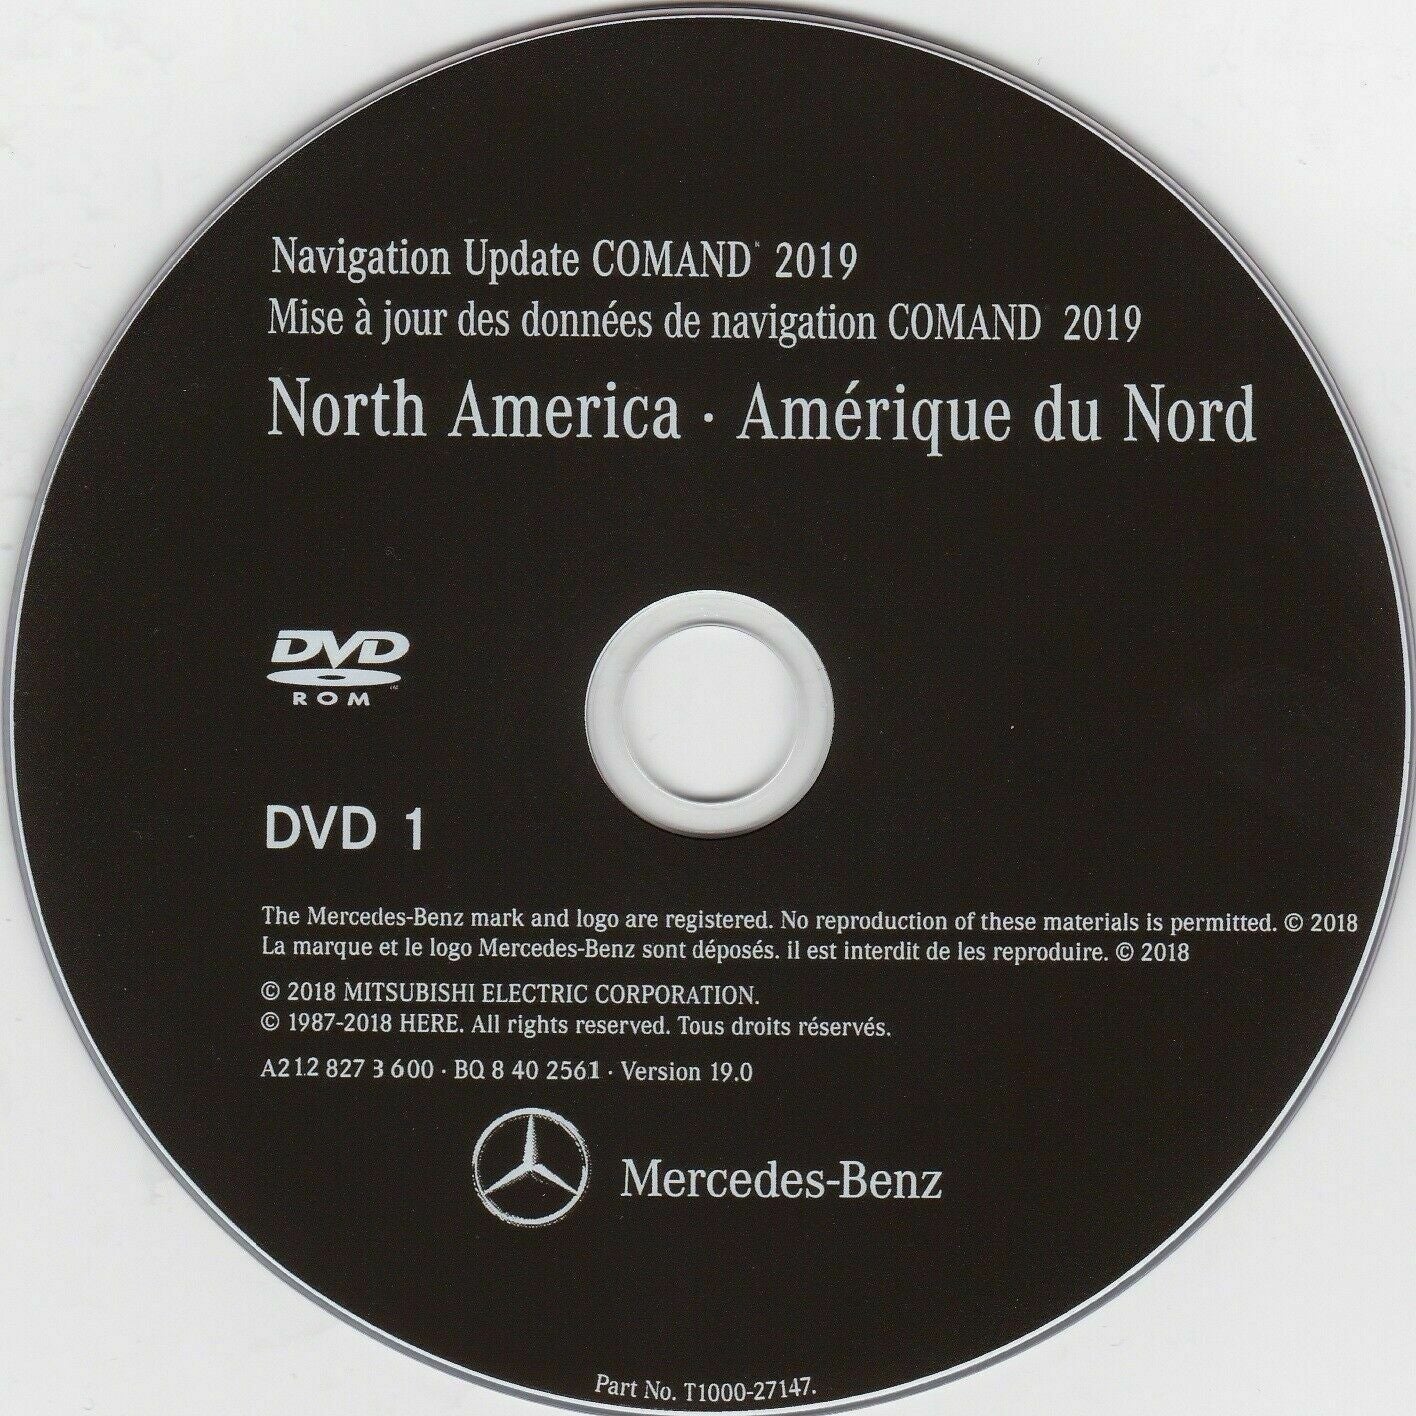 Navigation Update COMAND 2019
Mise à jour des données de navigation COMAND 2019
North America · Amérique du Nord
DVD
ROM
DVD 1
The Mercedes-Benz mark and logo are registered. No reproduction of these materials is permitted. © 2018
La marque et le logo Mercedes-Benz sont déposés. il est interdit de les reproduire. © 2018
© 2018 MITSUBISHI ELECTRIC CORPORATION.
© 1987-2018 HERE. All rights reserved. Tous droits réservés.
A212 827 3 600 · BQ 8 40 2561 · Version 19.0
Mercedes-Benz
Part No. T1000-27147.